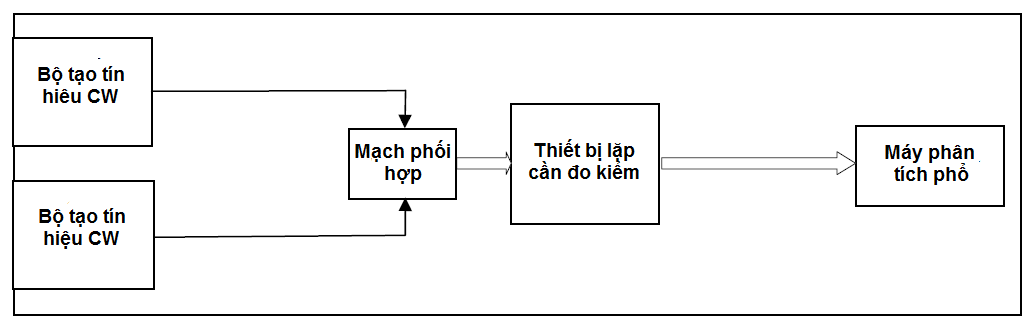 Bộ tạo tín
hiêu CW
Mạch phối
hợp
Thiết bị lặp
cần đo kiểm
Máy phân
tích phổ
Bộ tạo tín
hiệu CW